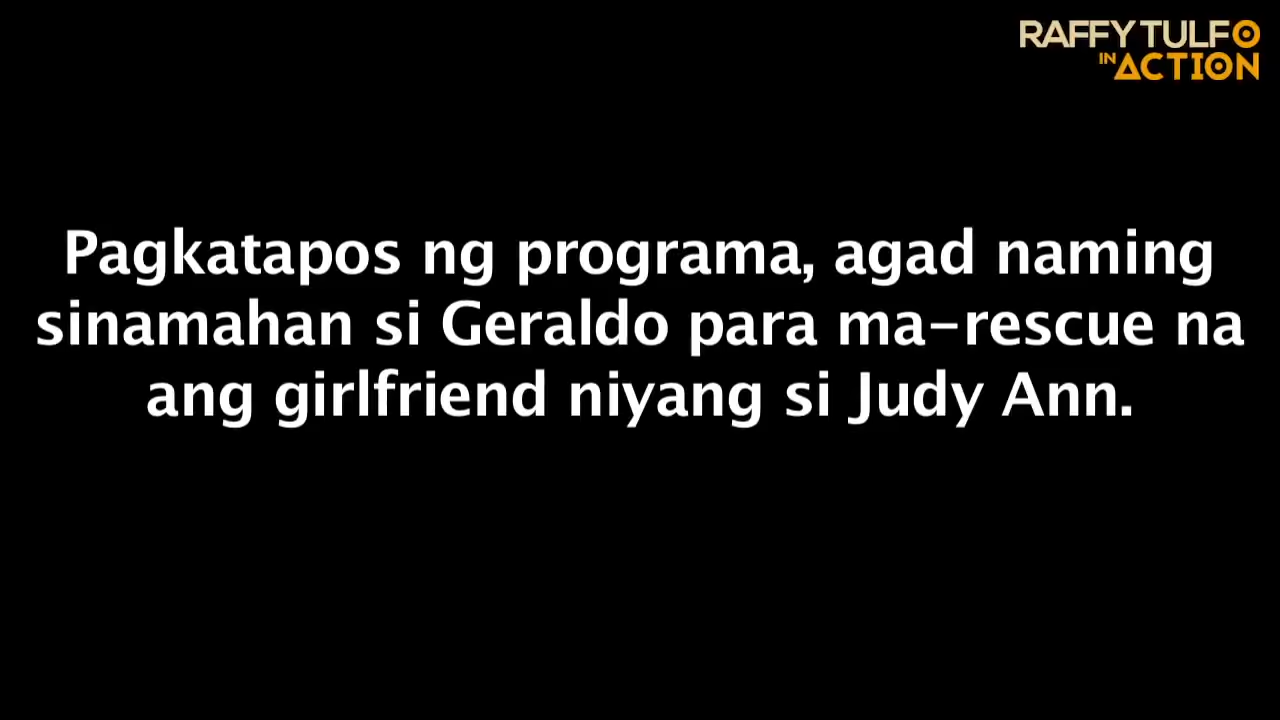 RAFFY TULFO
IN ACTION
Pagkatapos ng programa, agad naming
sinamahan si Geraldo para ma-rescue na
ang girlfriend niyang si Judy Ann.